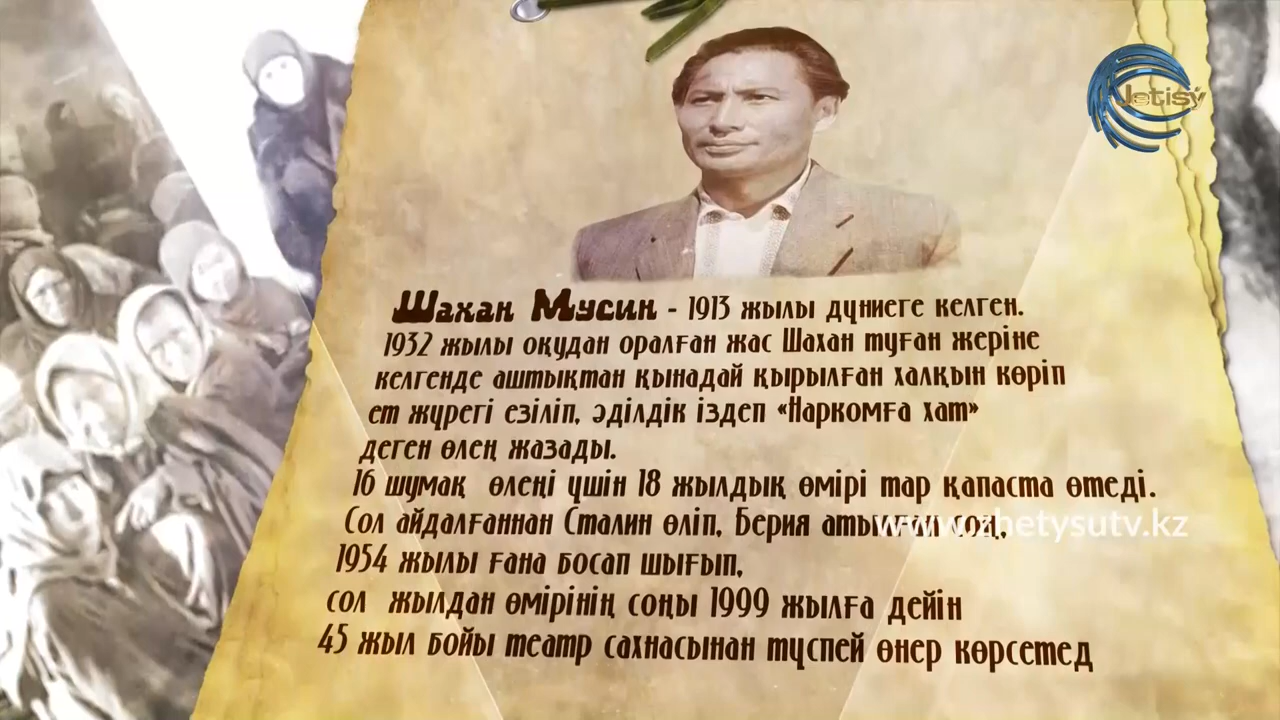 Jetisý
Шахан Мусин - 1913 жылы дүниеге келген.
1932 жылы оқудан оралған жас Шахан туған жеріне
келгенде аштықтан қынадай қырылған халқын көріп
ет жүрегі езіліп, әділдік іздеп «Наркомға хат»
деген өлең жазады.
16 шумақ өлеңі үшін 18 жылдық өмірі тар қапаста өтеді.
Сол айдалғаннан Сталин өліп, Берия атылған соң,
www.zhetysutv.kz
1954 жылы ғана босап шығып,
сол жылдан өмірінің соңы 1999 жылға дейін
45 жыл бойы театр сахнасынан түспей өнер көрсетед